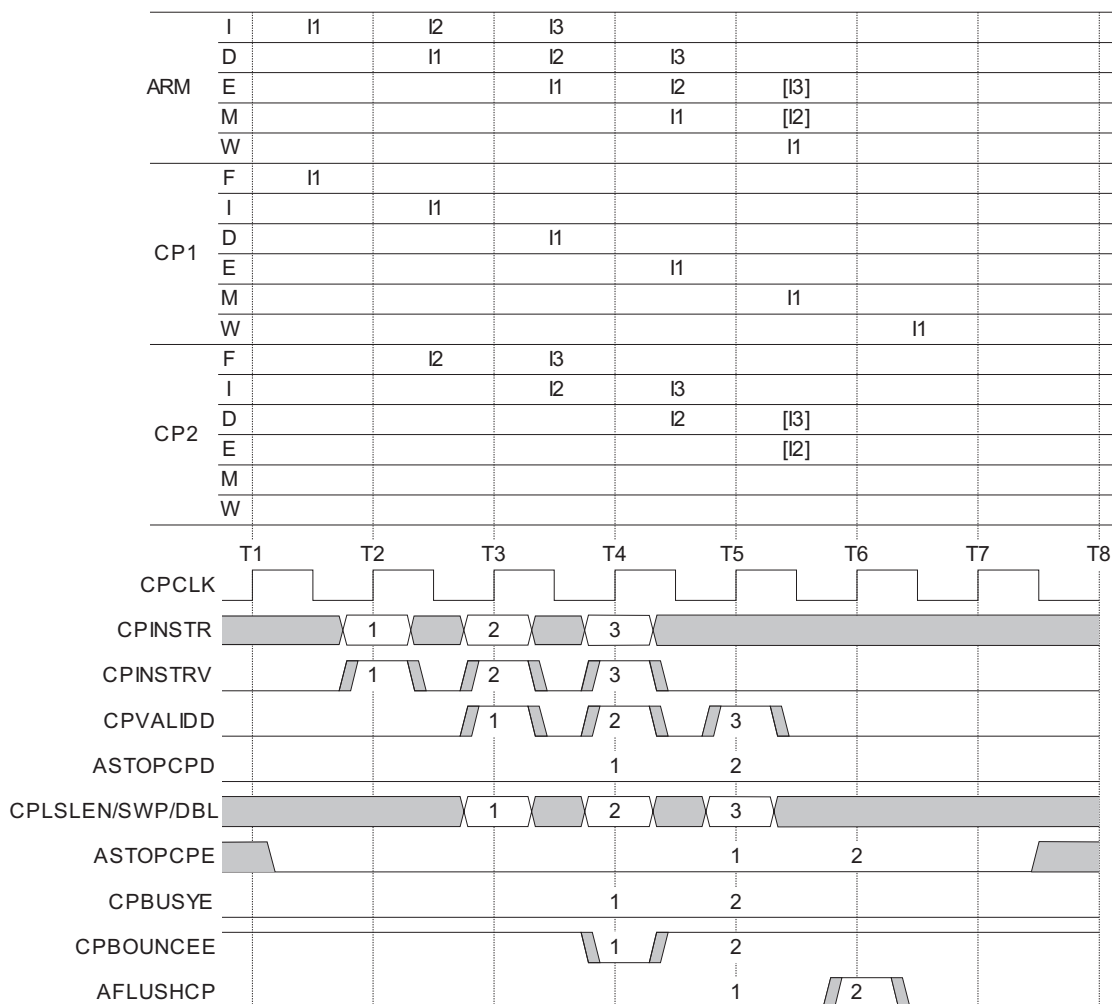 I I1 I2 I3
D I1 I2 I3
ARM E I1 I2 [I3]
M I1 [I2]
W I1
F I1
I I1
CP1 D I1
E I1
M I1
W I1
F I2 I3
I I2 I3
CP2 D I2 [I3]
E [I2]
M
W
T1 T2 T3 T4 T5 T6 T7 T8
CPCLK
CPINSTR 1 2 3
CPINSTRV 1 2 3
CPVALIDD 1 2 3
ASTOPCPD 1 2
CPLSLEN/SWP/DBL 1 2 3
ASTOPCPE 1 2
CPBUSYE 1 2
CPBOUNCEE 1 2
AFLUSHCP 1 2